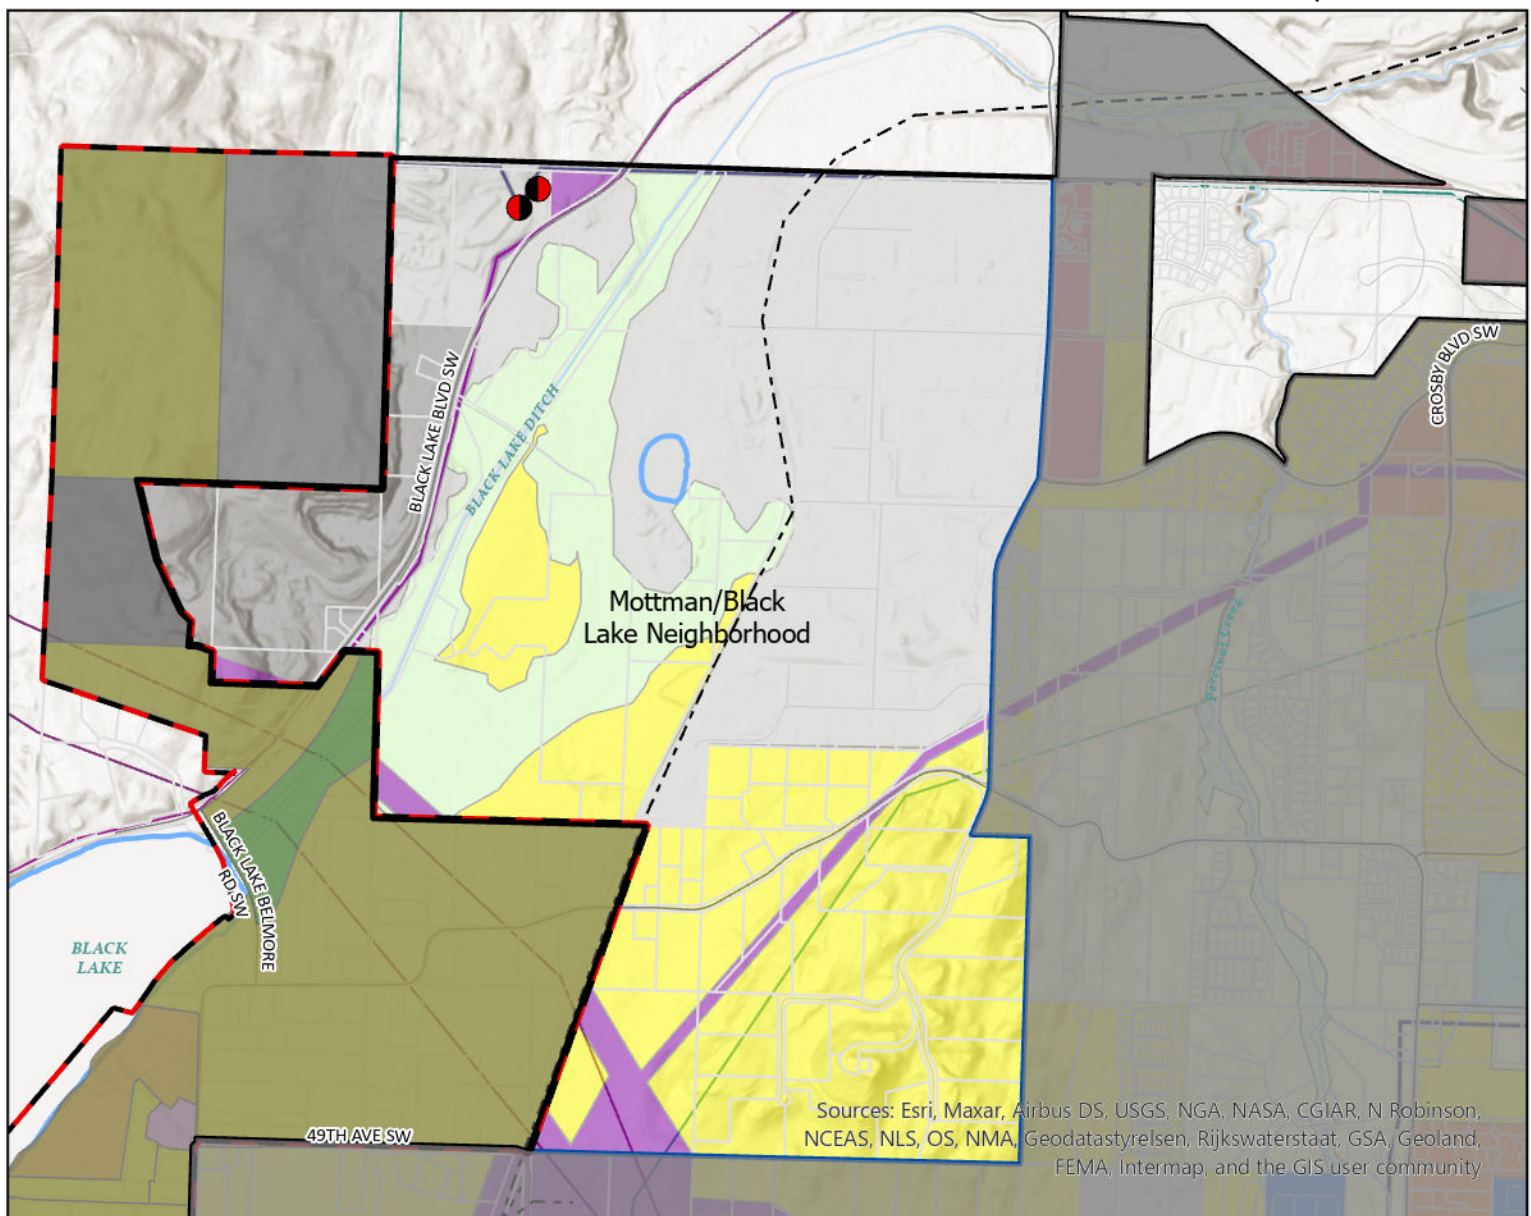 CROSBY BLVD SW
BLACK LAKE BLVD SW
BLACK LAKE DITCH
Mottman/Black
Lake Neighborhood
Percival Creek
BLACK LAKE BELMORE
RD SW
BLACK
LAKE
49TH AVE SW
Sources: Esri, Maxar, Airbus DS, USGS, NGA, NASA, CGIAR, N Robinson,
NCEAS, NLS, OS, NMA, Geodatastyrelsen, Rijkswaterstaat, GSA, Geoland,
FEMA, Intermap, and the GIS user community